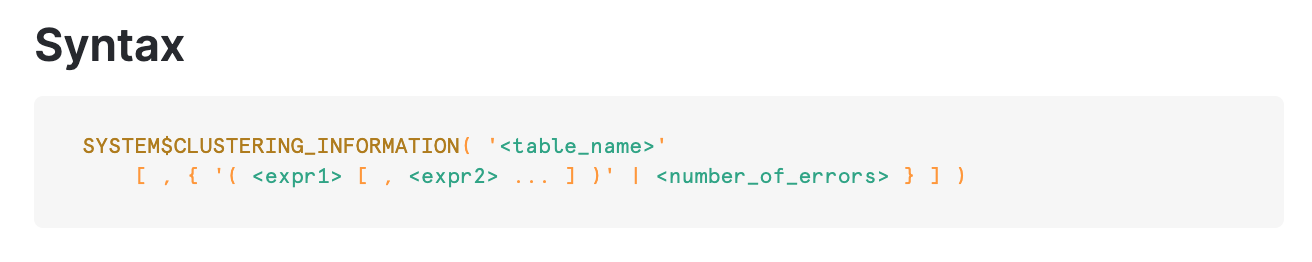 Syntax
SYSTEM$CLUSTERING_INFORMATION( '<table_name>'
[ , { '( <expr1> [ , <expr2> ... ] )' | <number_of_errors> } ] )